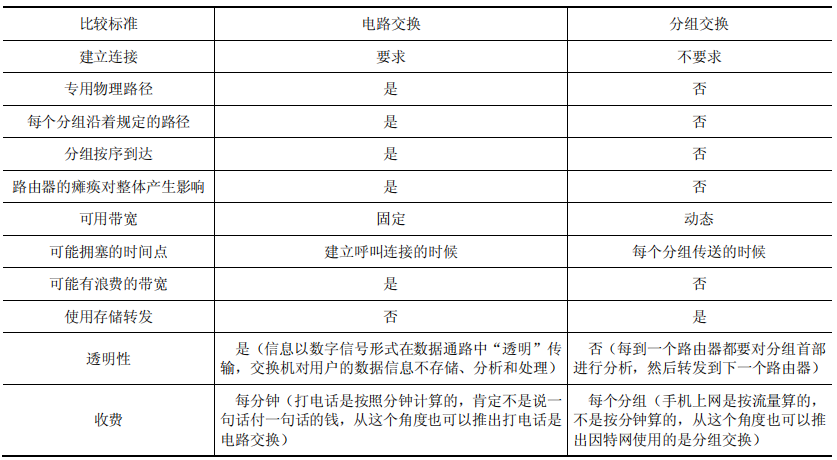 比较标准 电路交换 分组交换
建立连接 要求 不要求
专用物理路径 是 否
每个分组沿着规定的路径 是 否
分组按序到达 是 否
路由器的瘫痪对整体产生影响 是 否
可用带宽 固定 动态
可能拥塞的时间点 建立呼叫连接的时候 每个分组传送的时候
可能有浪费的带宽 是 否
使用存储转发 否 是
透明性
是（信息以数字信号形式在数据通路中“透明”传
输，交换机对用户的数据信息不存储、分析和处理）
否（每到一个路由器都要对分组首部
进行分析，然后转发到下一个路由器）
收费
每分钟（打电话是按照分钟计算的，肯定不是说一
句话付一句话的钱，从这个角度也可以推出打电话是
电路交换）
每个分组（手机上网是按流量算的，
不是按分钟算的，从这个角度也可以推
出因特网使用的是分组交换）